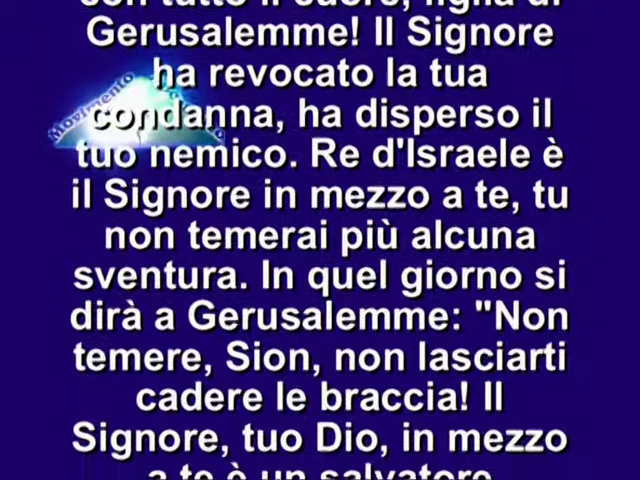 con tutto il cuore, figlia di
Gerusalemme! Il Signore
ha revocato la tua
condanna, ha disperso il
tuo nemico. Re d'Israele è
il Signore in mezzo a te, tu
non temerai più alcuna
sventura. In quel giorno si
dirà a Gerusalemme: "Non
temere, Sion, non lasciarti
cadere le braccia! Il
Signore, tuo Dio, in mezzo
a te è un salvatore
Movimento